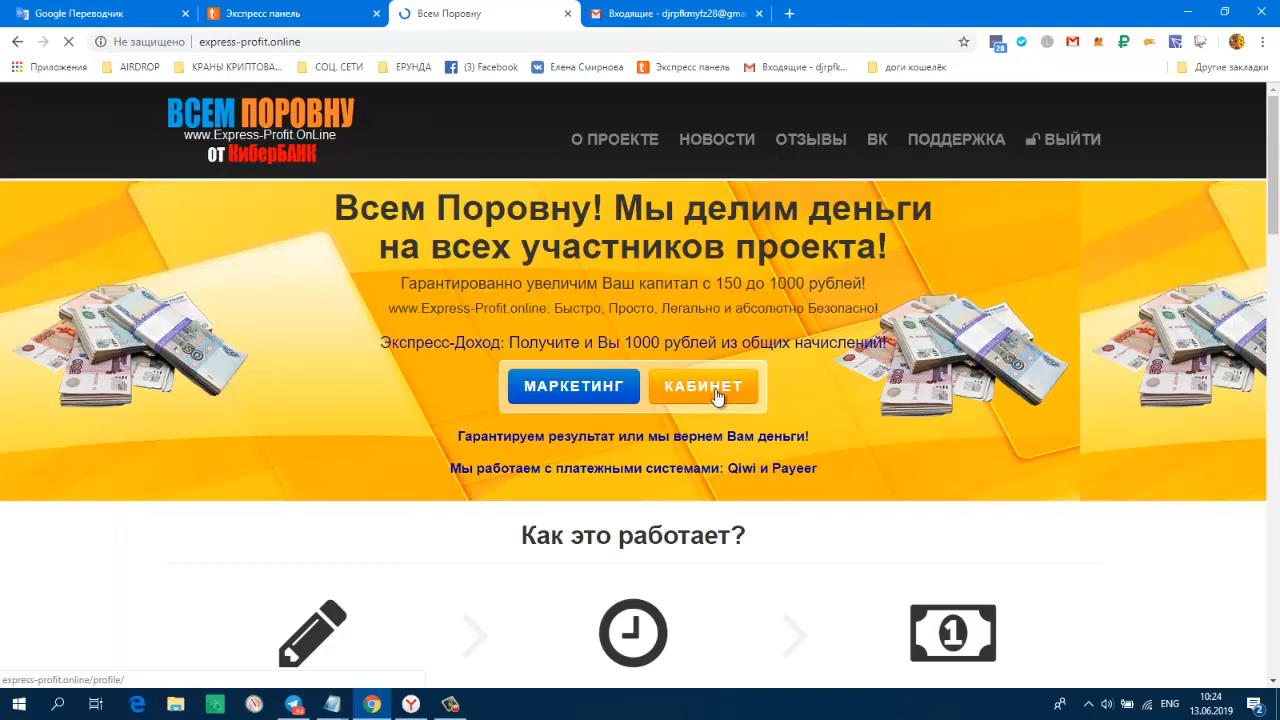 Google Переводчик
Экспресс панель
Всем Поровну
Входящие - djrpfkmyfz28@gma
Не защищено
express-profit.online
28
Приложения
AIRDROP
КРАНЫ КРИПТОВА...
СОЦ. СЕТИ
ЕРУНДА
(3) Facebook
Елена Смирнова
Экспресс панель
Входящие - djrpfk...
доги кошелёк
Другие закладки
ВСЕМ ПОРОВНУ
www.Express-Profit.OnLine
от КиберБАНК
О ПРОЕКТЕ
НОВОСТИ
ОТЗЫВЫ
ВК
ПОДДЕРЖКА
ВЫЙТИ
Всем Поровну! Мы делим деньги
на всех участников проекта!
Гарантированно увеличим Ваш капитал с 150 до 1000 рублей!
www.Express-Profit.online: Быстро, Просто, Легально и абсолютно Безопасно!
Экспресс-Доход: Получите и Вы 1000 рублей из общих начислений!
МАРКЕТИНГ
КАБИНЕТ
Гарантируем результат или мы вернем Вам деньги!
Мы работаем с платежными системами: Qiwi и Payeer
Как это работает?
1
express-profit.online/profile/
ENG
10:24
13.06.2019
2